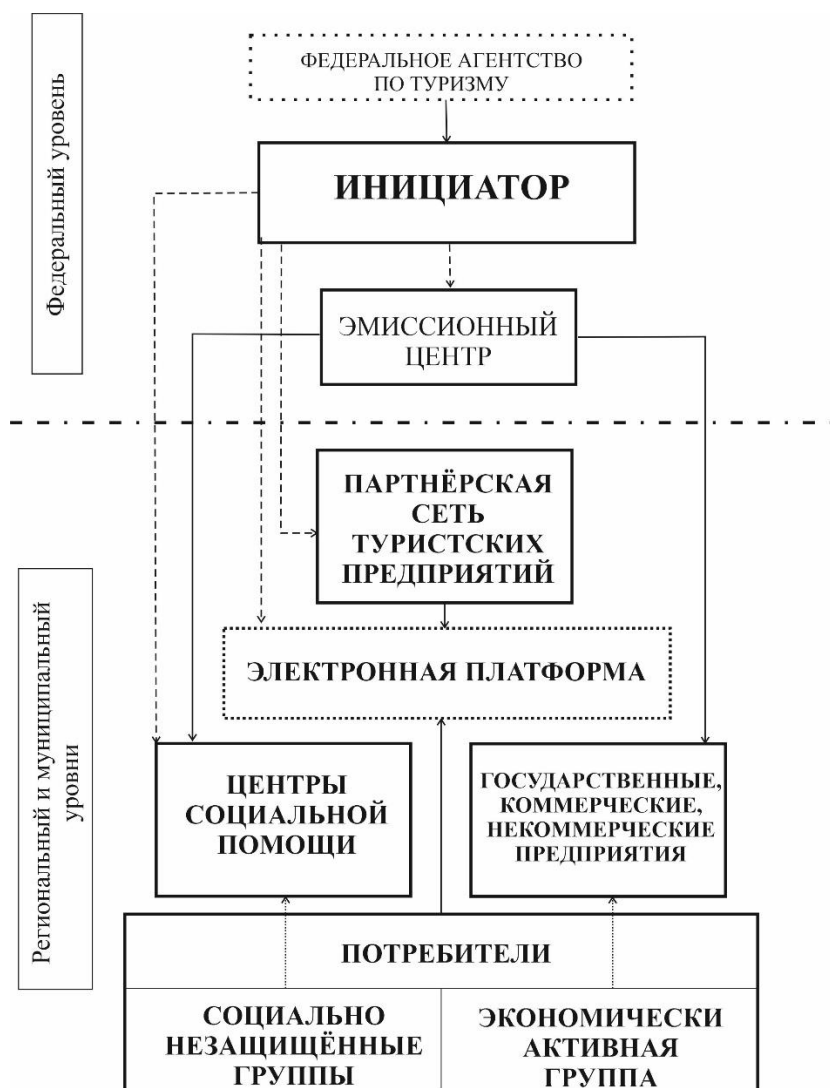 Федеральный уровень
ФЕДЕРАЛЬНОЕ АГЕНТСТВО
ПО ТУРИЗМУ
ИНИЦИАТОР
ЭМИССИОННЫЙ
ЦЕНТР
Региональный и муниципальный
уровни
ПАРТНЁРСКАЯ
СЕТЬ
ТУРИСТСКИХ
ПРЕДПРИЯТИЙ
ЭЛЕКТРОННАЯ ПЛАТФОРМА
ЦЕНТРЫ
СОЦИАЛЬНОЙ
ПОМОЩИ
ГОСУДАРСТВЕННЫЕ,
КОММЕРЧЕСКИЕ,
НЕКОММЕРЧЕСКИЕ
ПРЕДПРИЯТИЯ
ПОТРЕБИТЕЛИ
СОЦИАЛЬНО
НЕЗАЩИЩЁННЫЕ
ГРУППЫ
ЭКОНОМИЧЕСКИ
АКТИВНАЯ
ГРУППА